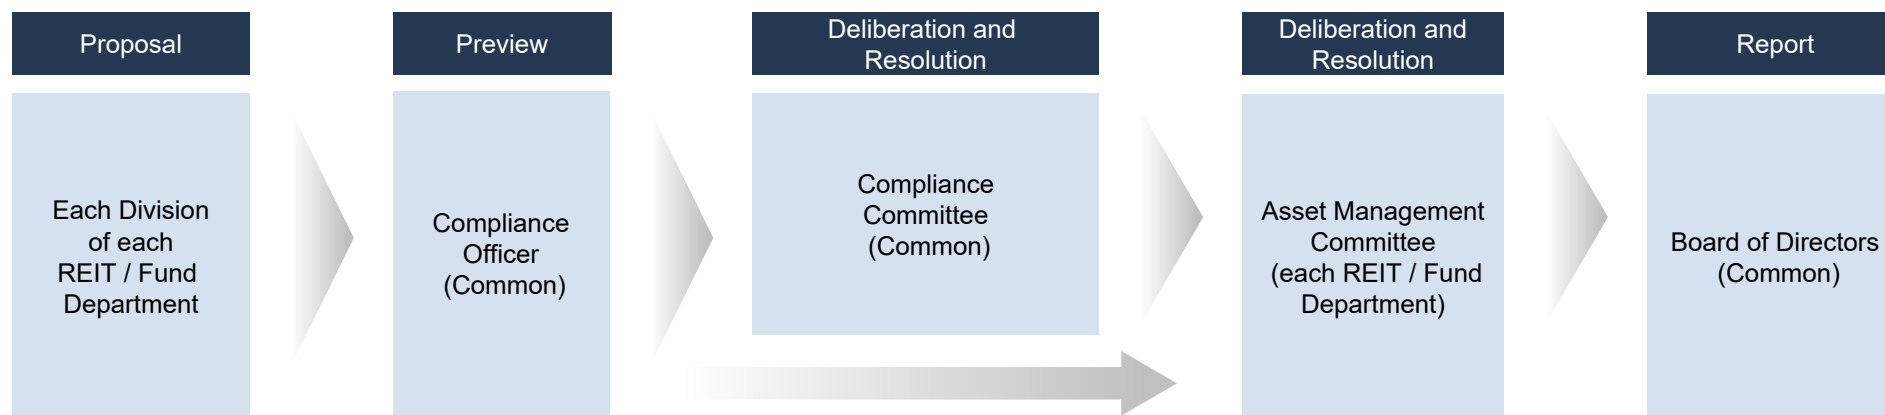 Proposal
Preview
Deliberation and
Resolution
Deliberation and
Resolution
Report
Each Division
of each
REIT / Fund
Department
Compliance
Officer
(Common)
Compliance
Committee
(Common)
Asset Management
Committee
(each REIT / Fund
Department)
Board of Directors
(Common)